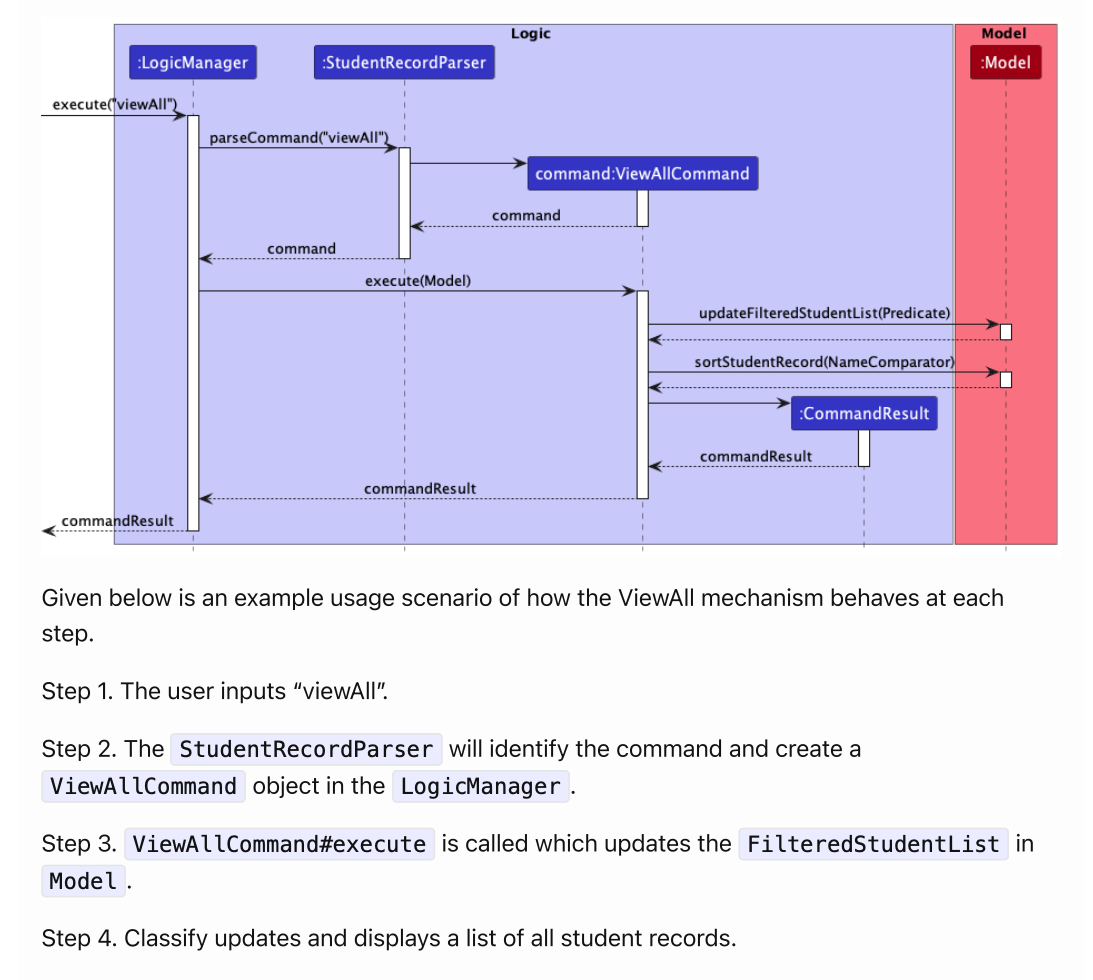 Logic
Model
:LogicManager
:StudentRecordParser
:Model
execute("viewAll")
parseCommand("viewAll")
command:ViewAllCommand
command
command
execute(Model)
updateFilteredStudentList(Predicate)
sortStudentRecord(NameComparator)
:CommandResult
commandResult
commandResult
commandResult
Given below is an example usage scenario of how the ViewAll mechanism behaves at each
step.
Step 1. The user inputs “viewAll”.
Step 2. The StudentRecordParser will identify the command and create a
ViewAllCommand object in the LogicManager.
Step 3. ViewAllCommand#execute is called which updates the FilteredStudentList in
Model.
Step 4. Classify updates and displays a list of all student records.